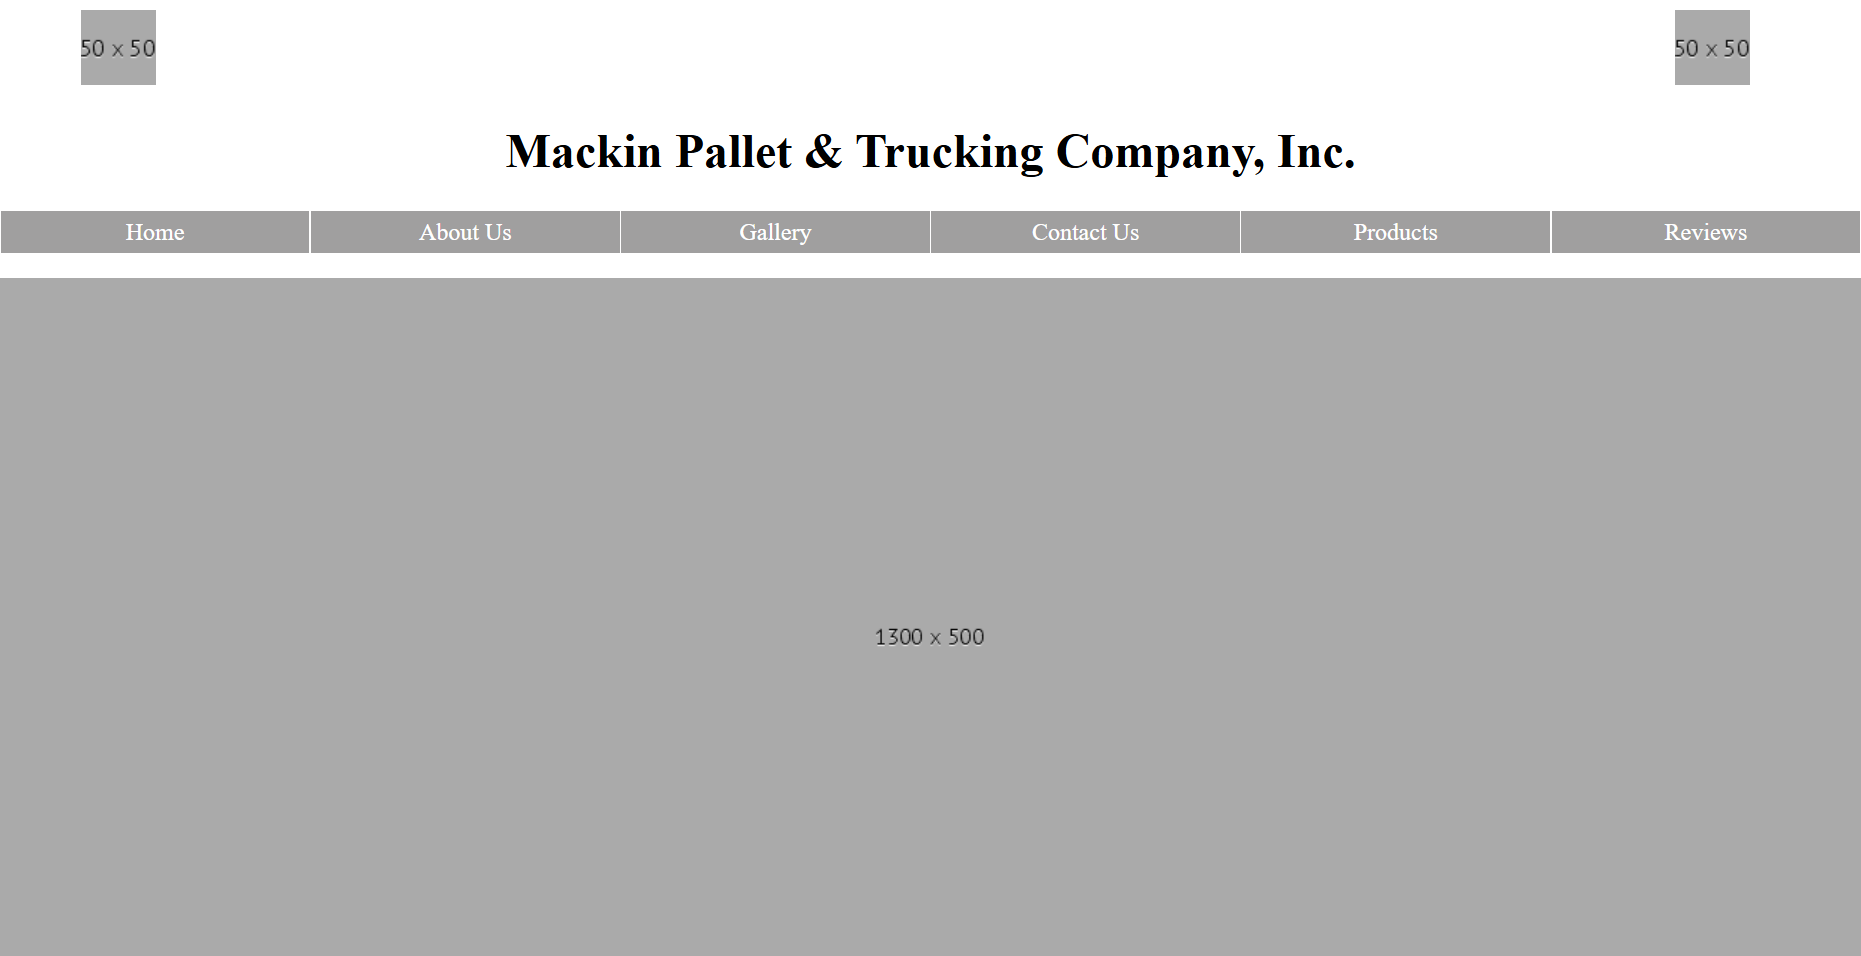 50 x 50
50 x 50
Mackin Pallet & Trucking Company, Inc.
Home About Us Gallery Contact Us Products Reviews
1300 x 500